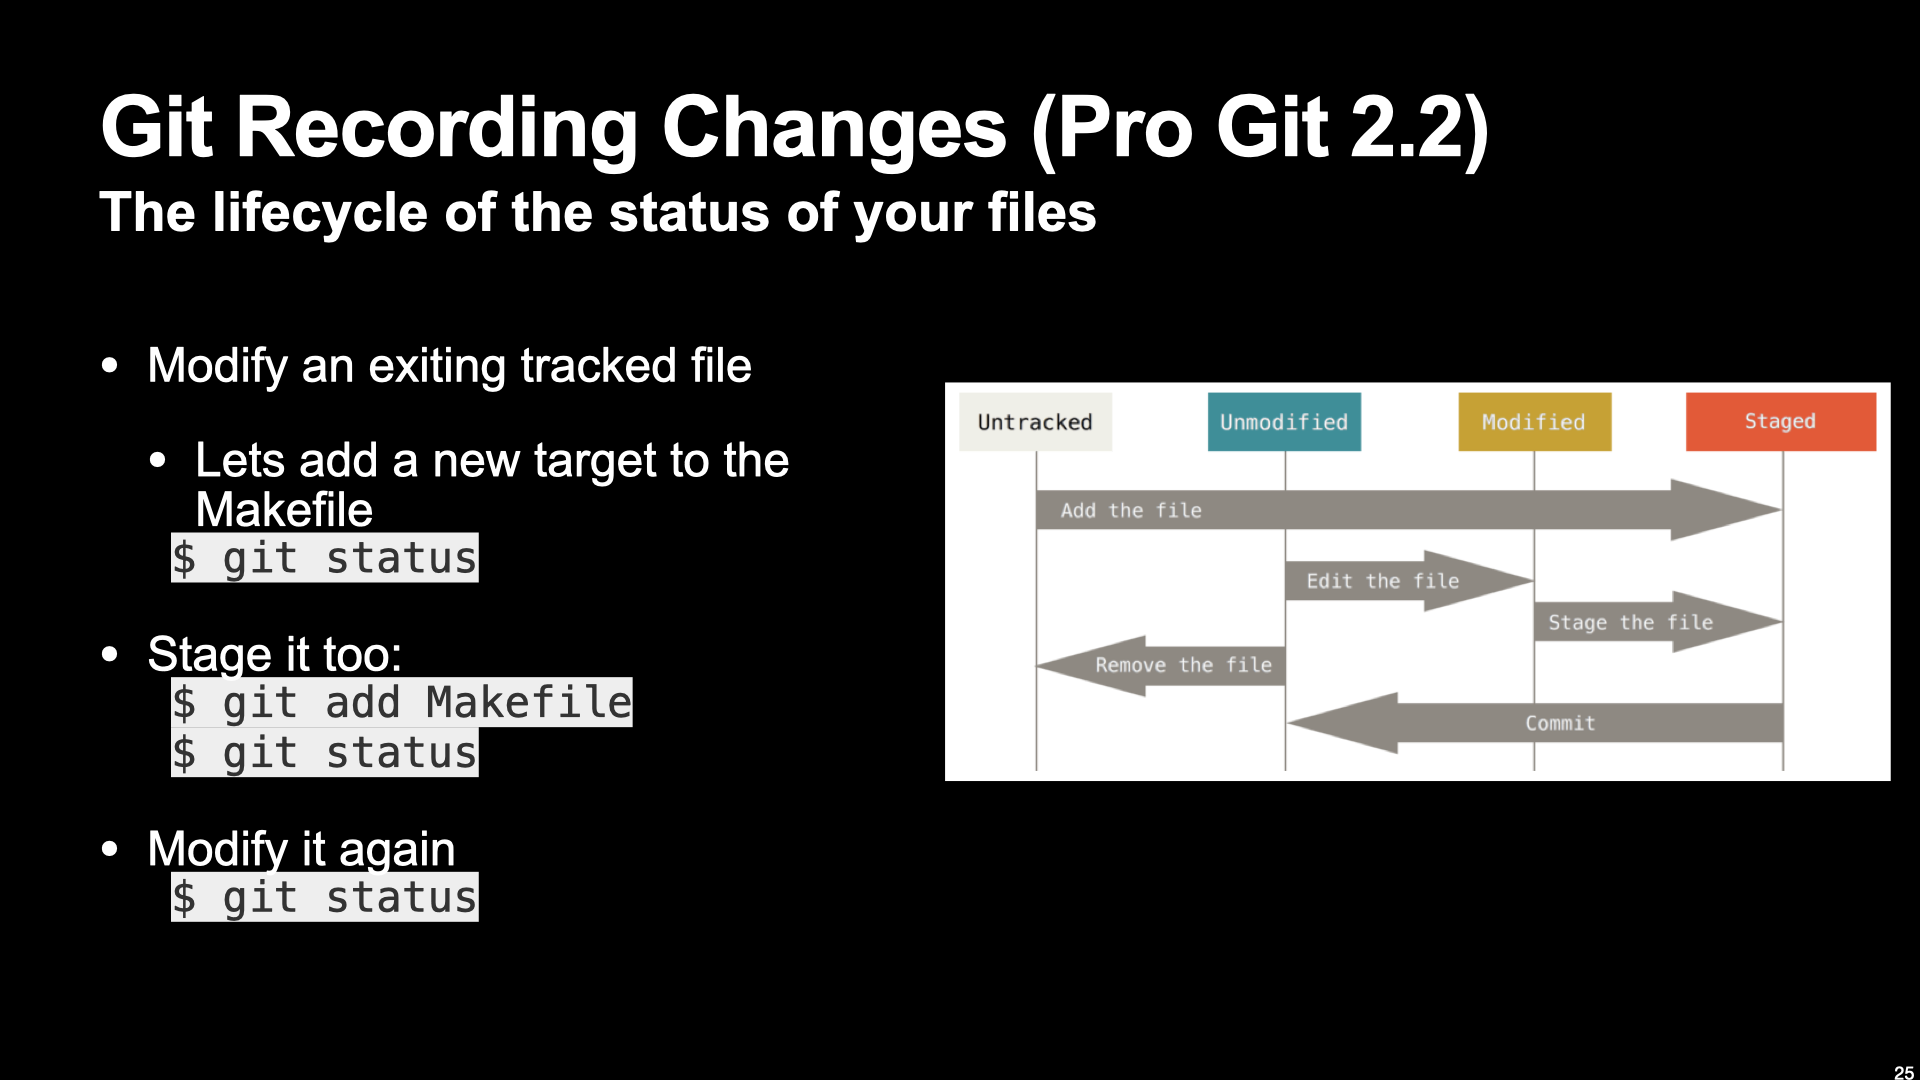 Git Recording Changes (Pro Git 2.2)
The lifecycle of the status of your files
• Modify an exiting tracked file
• Lets add a new target to the
Makefile
$ git status
• Stage it too:
$ git add Makefile
$ git status
• Modify it again
$ git status
Untracked
Unmodified
Modified
Staged
Add the file
Edit the file
Stage the file
Remove the file
Commit
25